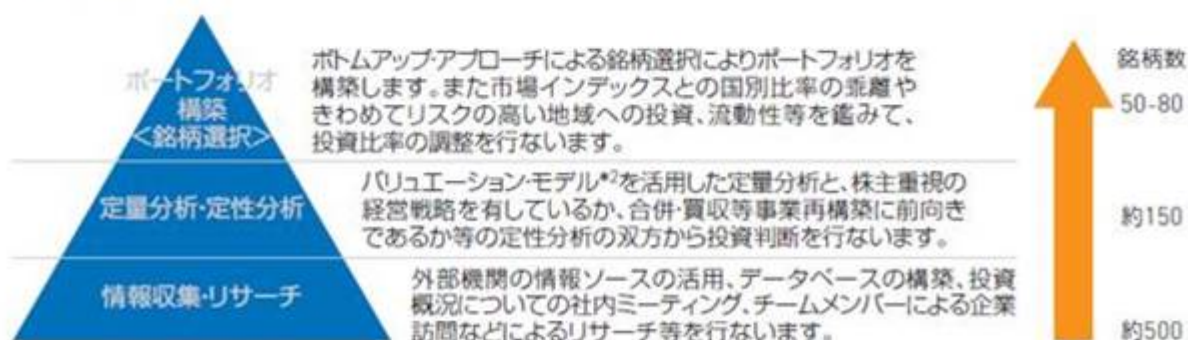 ポートフォリオ
構築
<銘柄選択>
ボトムアップ・アプローチによる銘柄選択によりポートフォリオを
構築します。また市場インデックスとの国別比率の乖離や
きわめてリスクの高い地域への投資、流動性等を鑑みて、
投資比率の調整を行ないます。
銘柄数
50-80
定量分析・定性分析
バリュエーション・モデル*2を活用した定量分析と、株主重視の
経営戦略を有しているか、合併・買収等事業再構築に前向き
であるか等の定性分析の双方から投資判断を行ないます。
約150
情報収集・リサーチ
外部機関の情報ソースの活用、データベースの構築、投資
概況についての社内ミーティング、チームメンバーによる企業
訪問などによるリサーチ等を行ないます。
約500